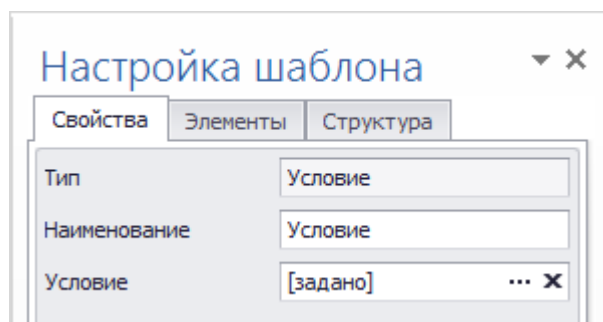 Настройка шаблона
Свойства Элементы Структура
Тип Условие
Наименование Условие
Условие [задано]